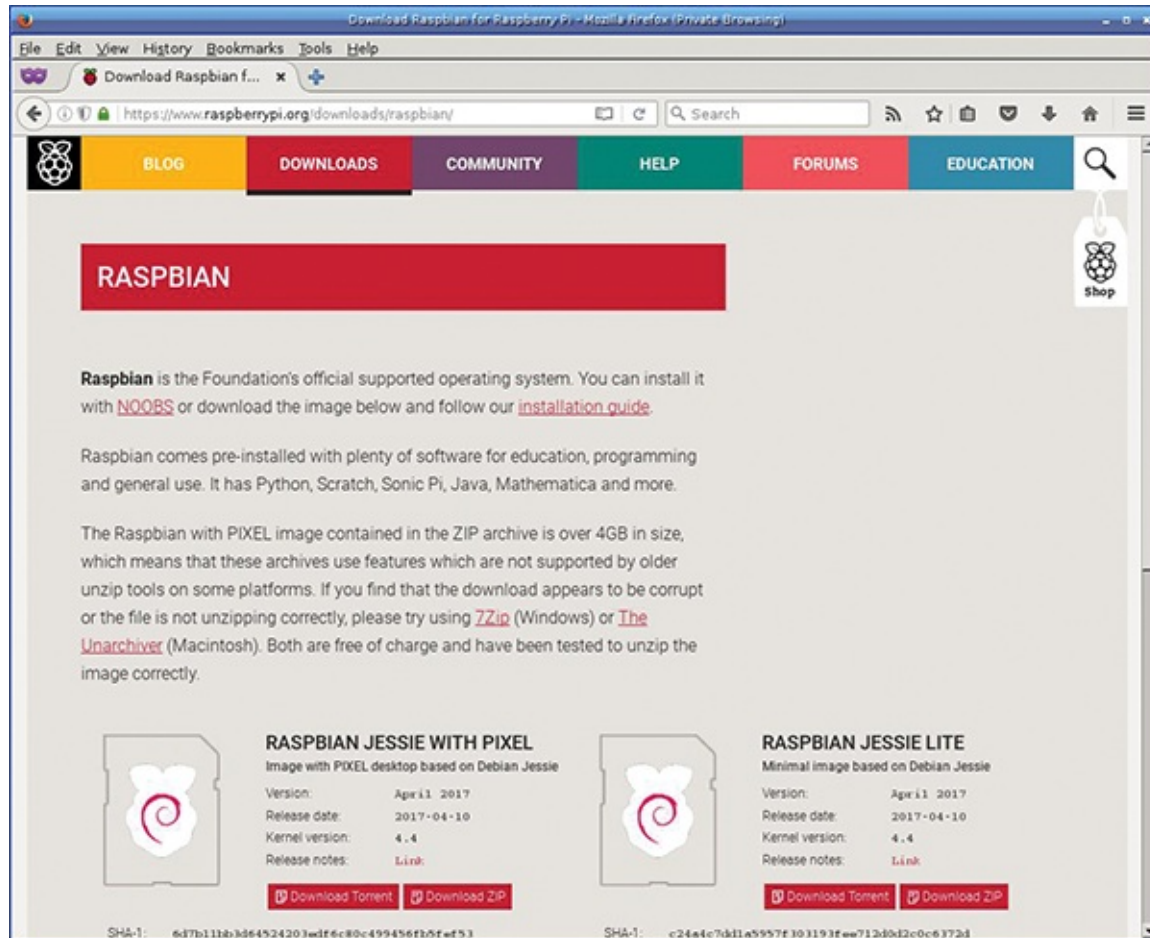 Download Raspbian for Raspberry Pi - Mozilla Firefox (Private Browsing)
File Edit View History Bookmarks Tools Help
Download Raspbian f...
https://www.raspberrypi.org/downloads/raspbian/
Search
BLOG DOWNLOADS COMMUNITY HELP FORUMS EDUCATION
Shop
RASPBIAN
Raspbian is the Foundation's official supported operating system. You can install it
with NOOBS or download the image below and follow our installation guide.
Raspbian comes pre-installed with plenty of software for education, programming
and general use. It has Python, Scratch, Sonic Pi, Java, Mathematica and more.
The Raspbian with PIXEL image contained in the ZIP archive is over 4GB in size,
which means that these archives use features which are not supported by older
unzip tools on some platforms. If you find that the download appears to be corrupt
or the file is not unzipping correctly, please try using 7Zip (Windows) or The
Unarchiver (Macintosh). Both are free of charge and have been tested to unzip the
image correctly.
RASPBIAN JESSIE WITH PIXEL
Image with PIXEL desktop based on Debian Jessie
Version: April 2017
Release date: 2017-04-10
Kernel version: 4.4
Release notes: Link
Download Torrent Download ZIP
SHA-1: 6d7b11bb3d64524203edf6c80c499456fb5fef53
RASPBIAN JESSIE LITE
Minimal image based on Debian Jessie
Version: April 2017
Release date: 2017-04-10
Kernel version: 4.4
Release notes: Link
Download Torrent Download ZIP
SHA-1: c24a4c7dd1a5957f303193fee712d0d2c0c6372d